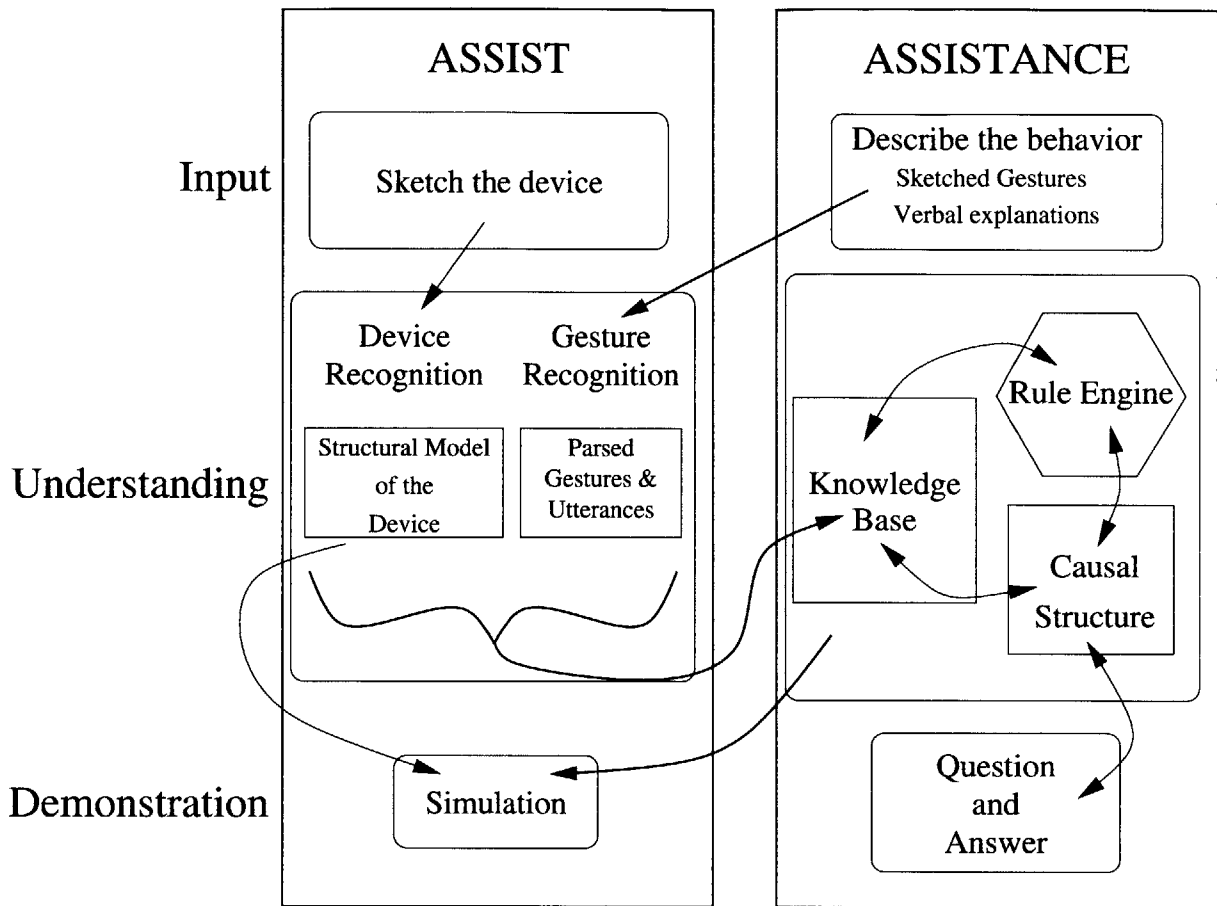 ASSIST
ASSISTANCE
Input
Sketch the device
Describe the behavior
Sketched Gestures
Verbal explanations
Understanding
Device
Recognition
Gesture
Recognition
Structural Model
of the
Device
Parsed
Gestures &
Utterances
Rule Engine
Knowledge
Base
Causal
Structure
Demonstration
Simulation
Question
and
Answer